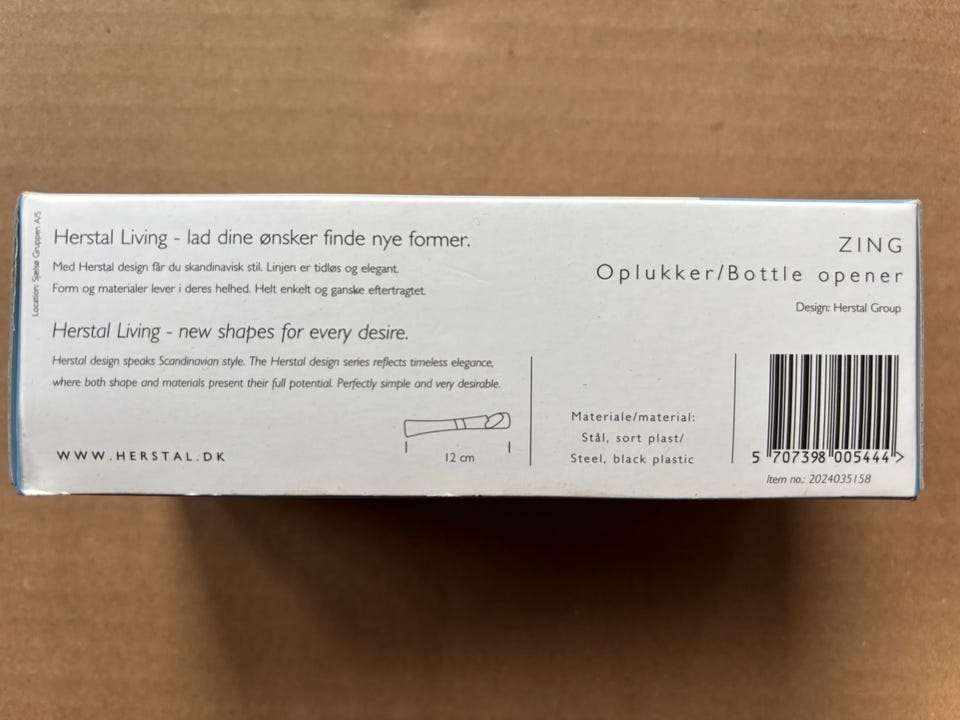 Location: Sjælsø Gruppen A/S
Herstal Living - lad dine ønsker finde nye former.
Med Herstal design får du skandinavisk stil. Linjen er tidløs og elegant.
Form og materialer lever i deres helhed. Helt enkelt og ganske eftertragtet.
Herstal Living - new shapes for every desire.
Herstal design speaks Scandinavian style. The Herstal design series reflects timeless elegance,
where both shape and materials present their full potential. Perfectly simple and very desirable.
12 cm
WWW.HERSTAL.DK
Materiale/material:
Stål, sort plast/
Steel, black plastic
ZING
Oplukker/Bottle opener
Design: Herstal Group
5 707398 005444 >
Item no.: 2024035158